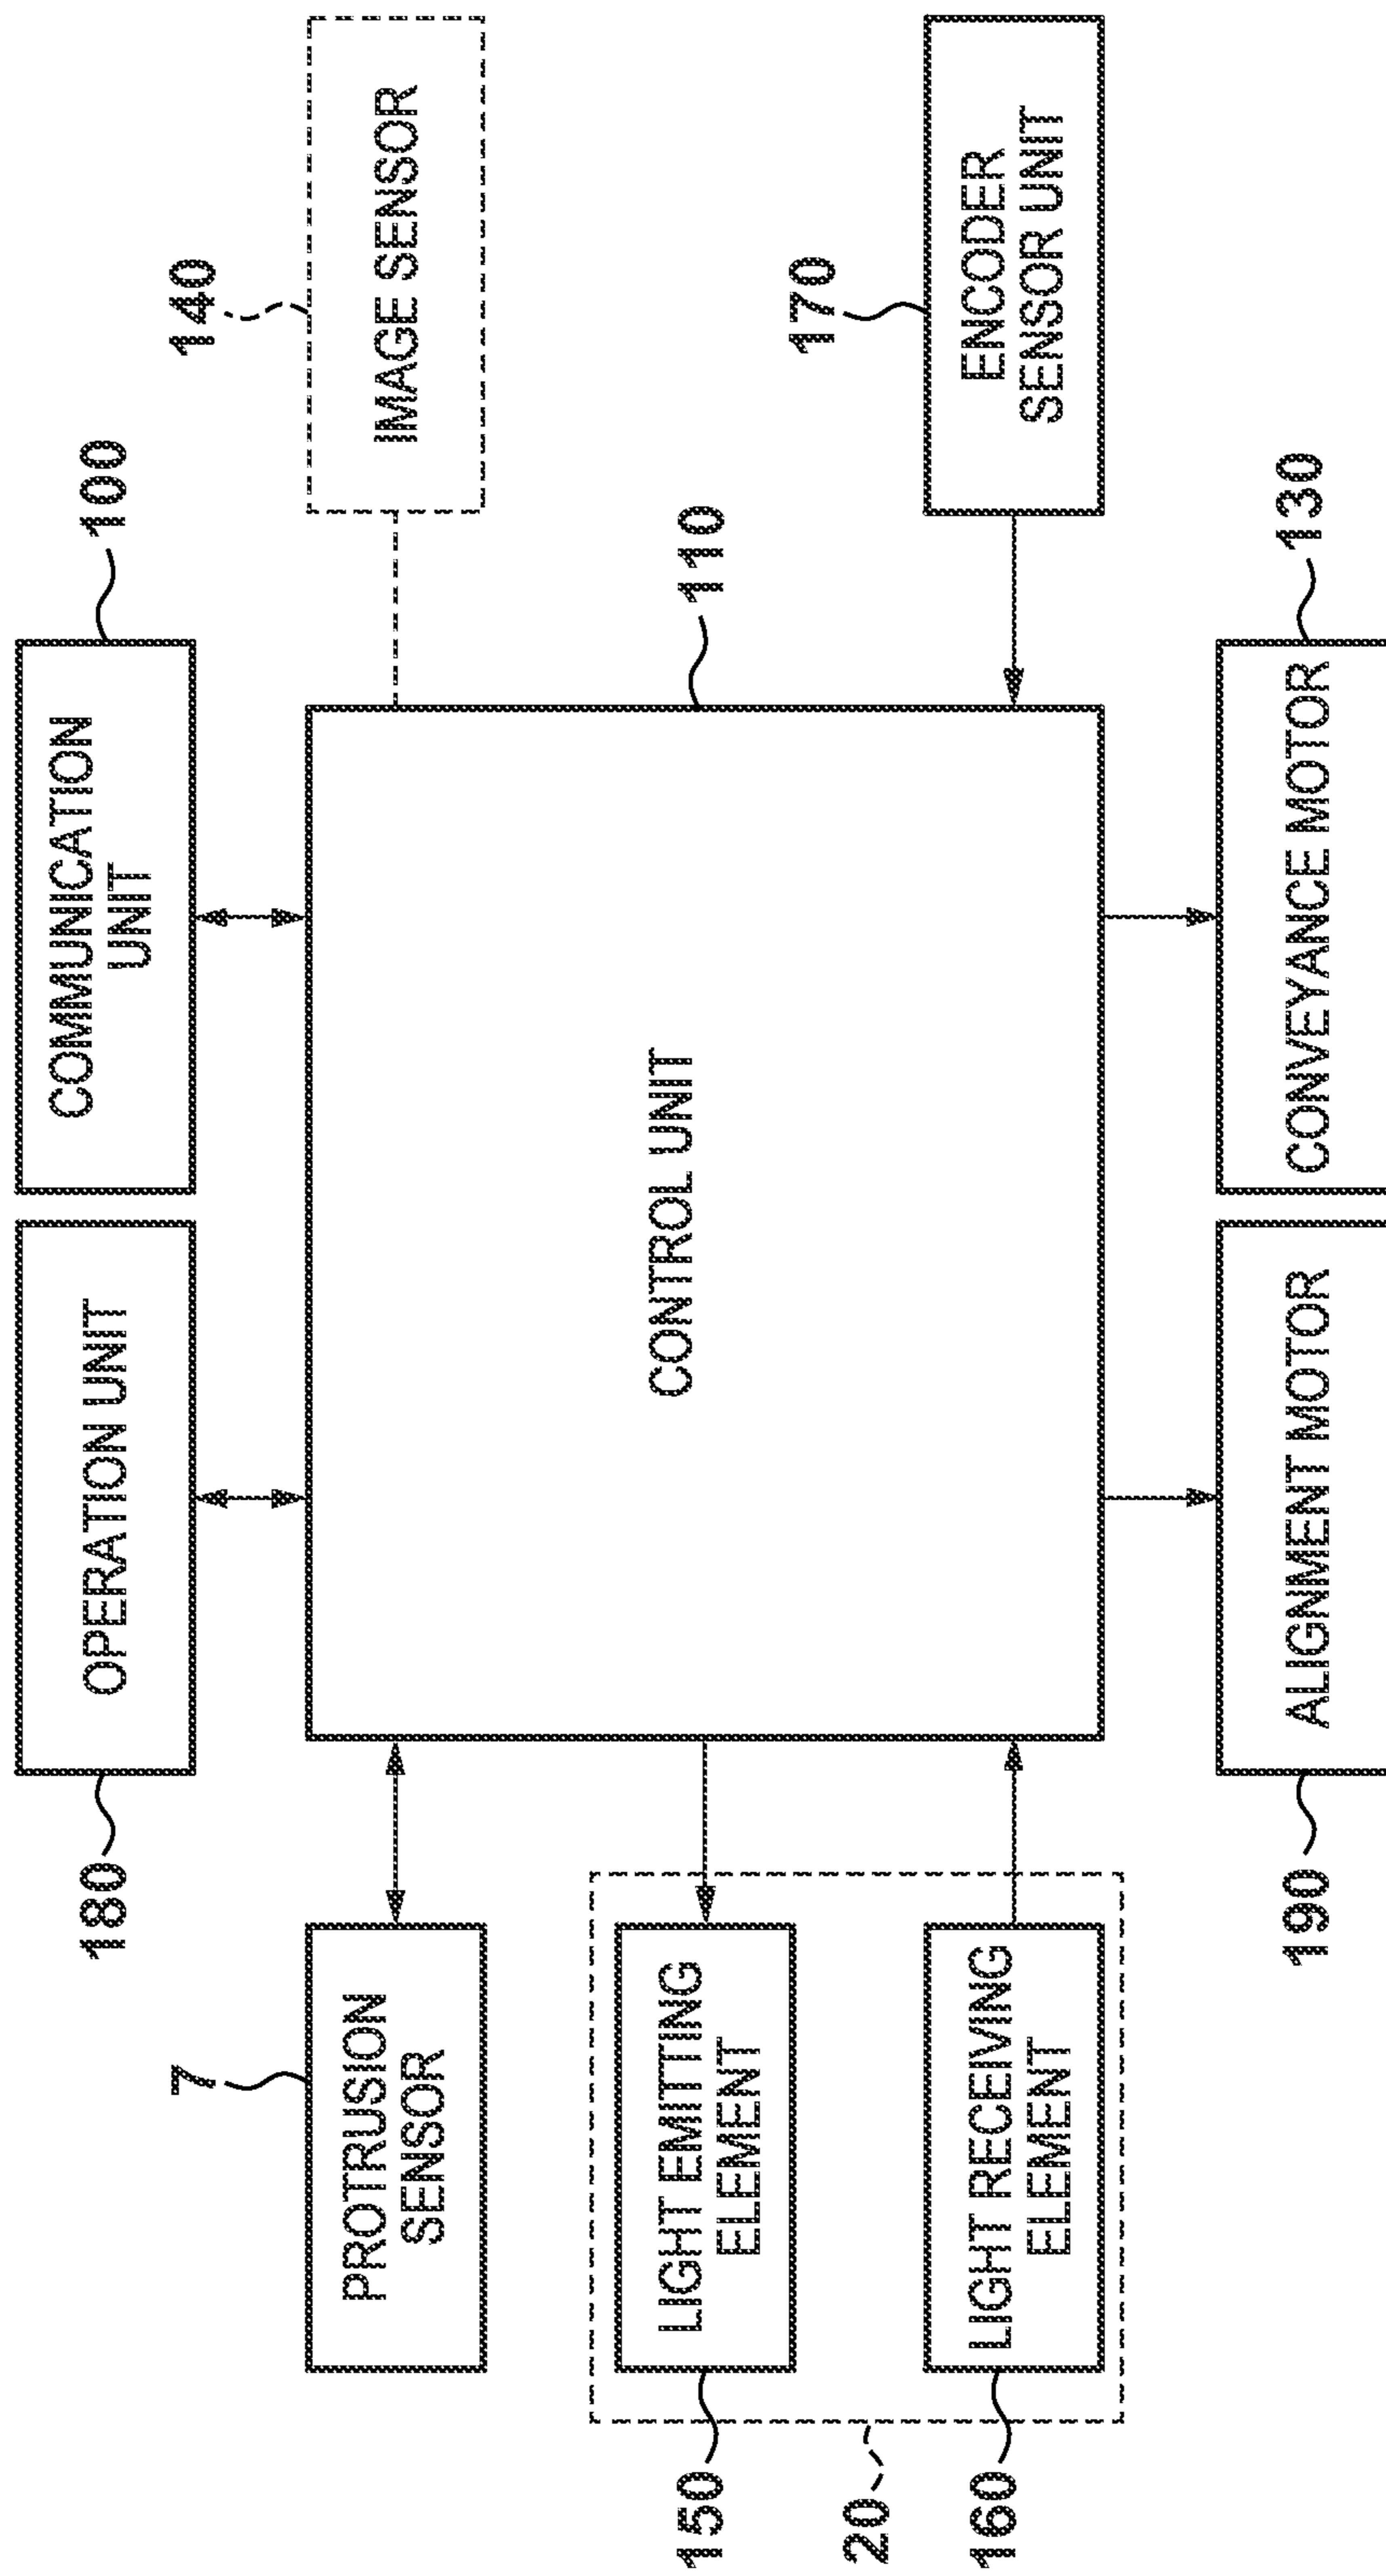 180
OPERATION UNIT
100
COMMUNICATION
UNIT
7
PROTRUSION
SENSOR
140
IMAGE SENSOR
150
LIGHT EMITTING
ELEMENT
110
CONTROL UNIT
20
170
ENCODER
SENSOR UNIT
160
LIGHT RECEIVING
ELEMENT
190
ALIGNMENT MOTOR
130
CONVEYANCE MOTOR